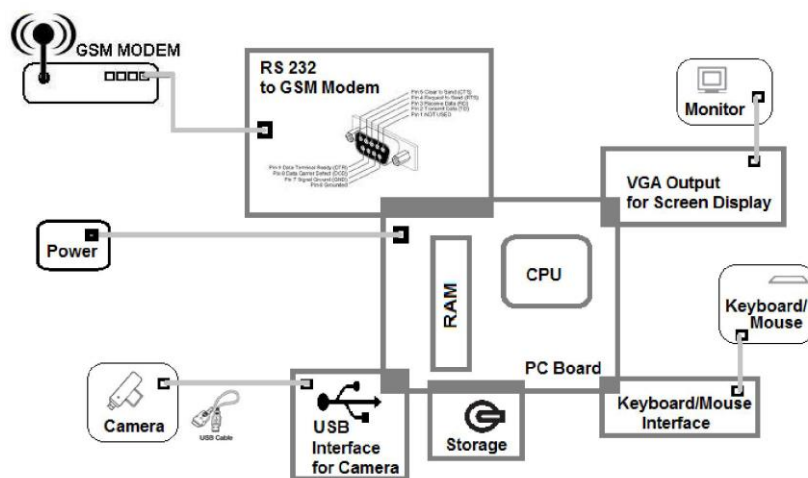 GSM MODEM
RS 232
to GSM Modem
Pin 5 Clear to Send (CTS)
Pin 4 Request to Send (RTS)
Pin 3 Receive Data (RD)
Pin 2 Transmit Data (TD)
Pin 1 NOT USED
Pin 9 Data Terminal Ready (DTR)
Pin 8 Data Carrier Detect (DCD)
Pin 7 Signal Ground (GND)
Pin 6 Grounded
Monitor
VGA Output
for Screen Display
Power
RAM
CPU
PC Board
Keyboard/
Mouse
Keyboard/Mouse
Interface
Camera
USB Cable
USB
Interface
for Camera
Storage